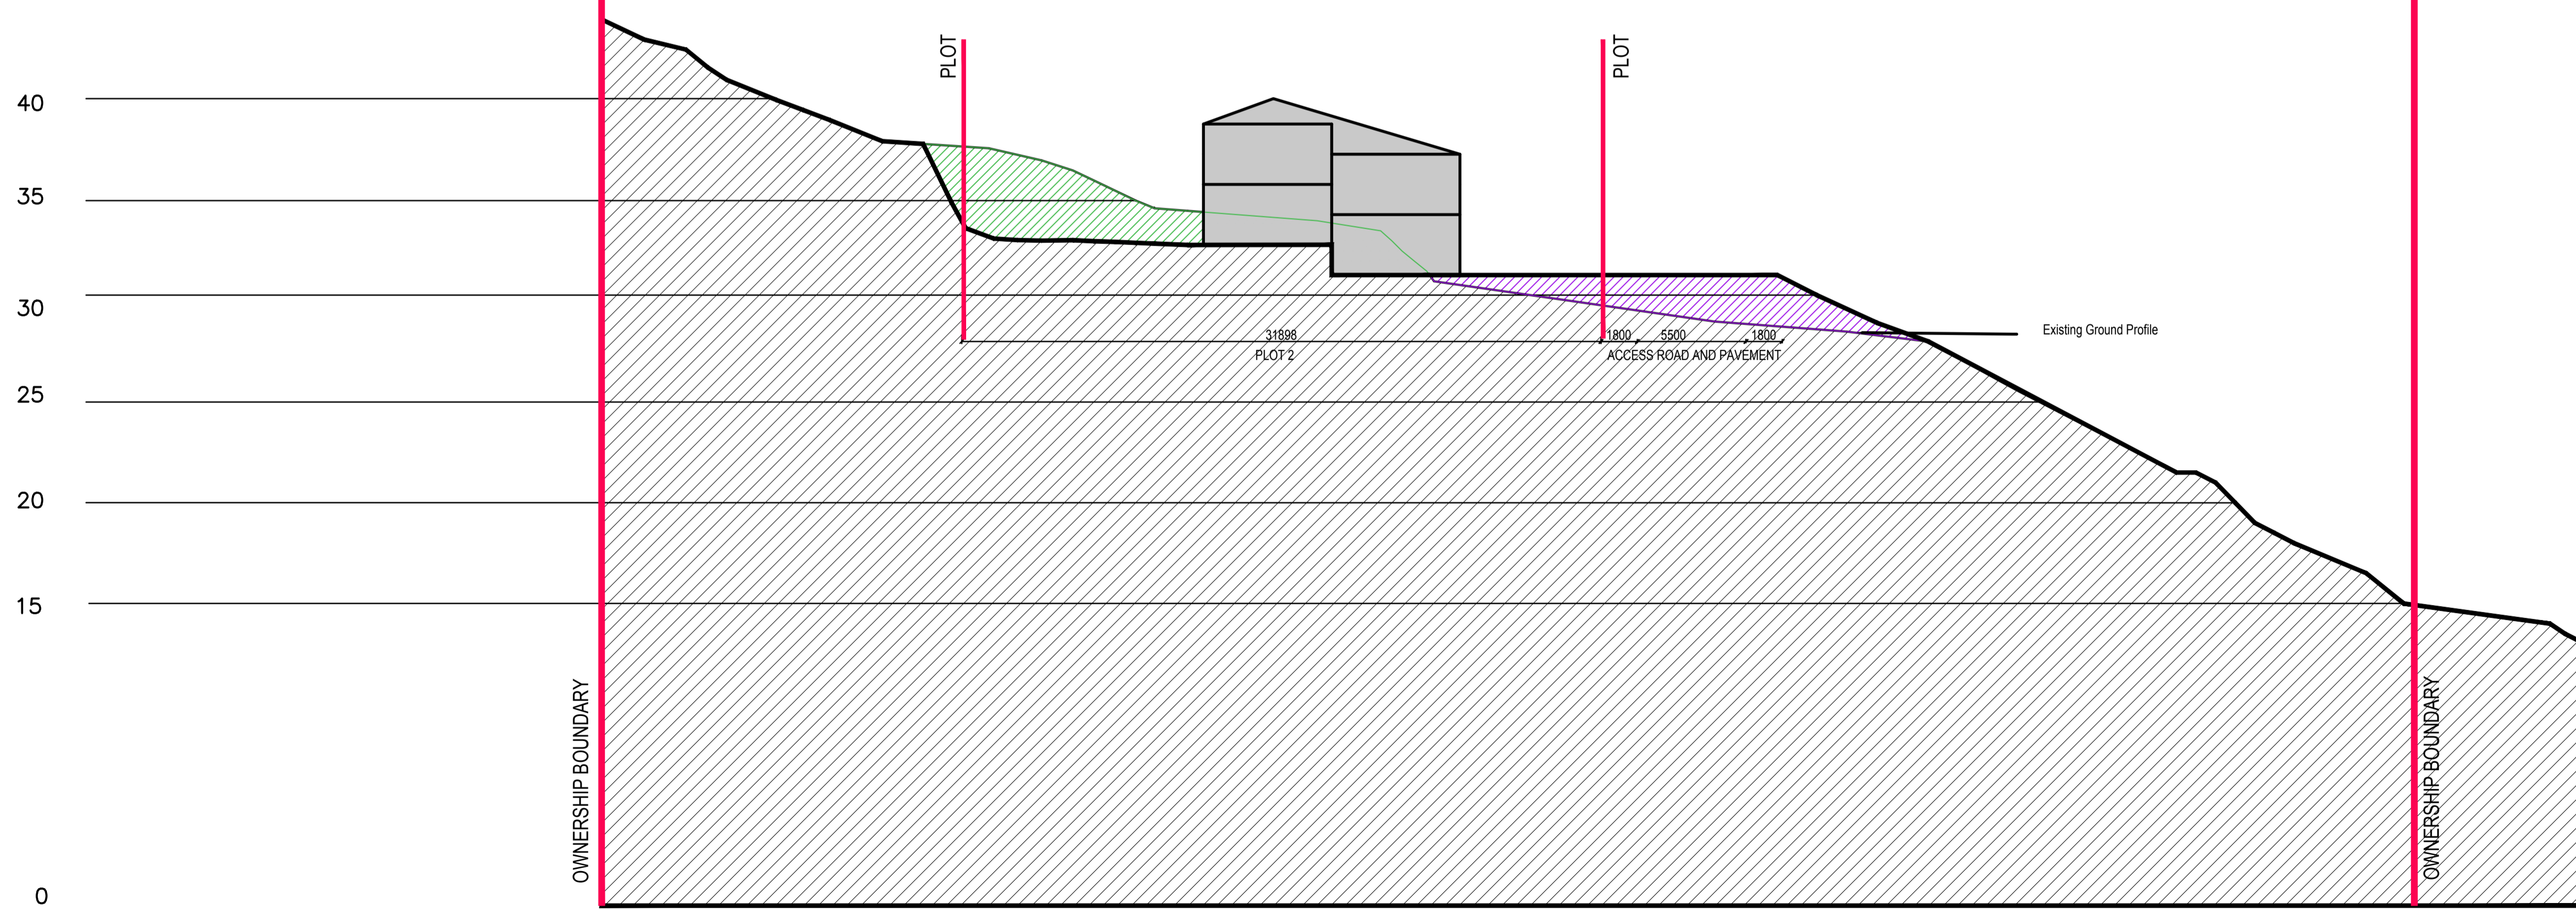 PLOT
PLOT
40
35
30
25
20
15
0
31898
1800
5500
1800
PLOT 2
ACCESS ROAD AND PAVEMENT
Existing Ground Profile
OWNERSHIP BOUNDARY
OWNERSHIP BOUNDARY